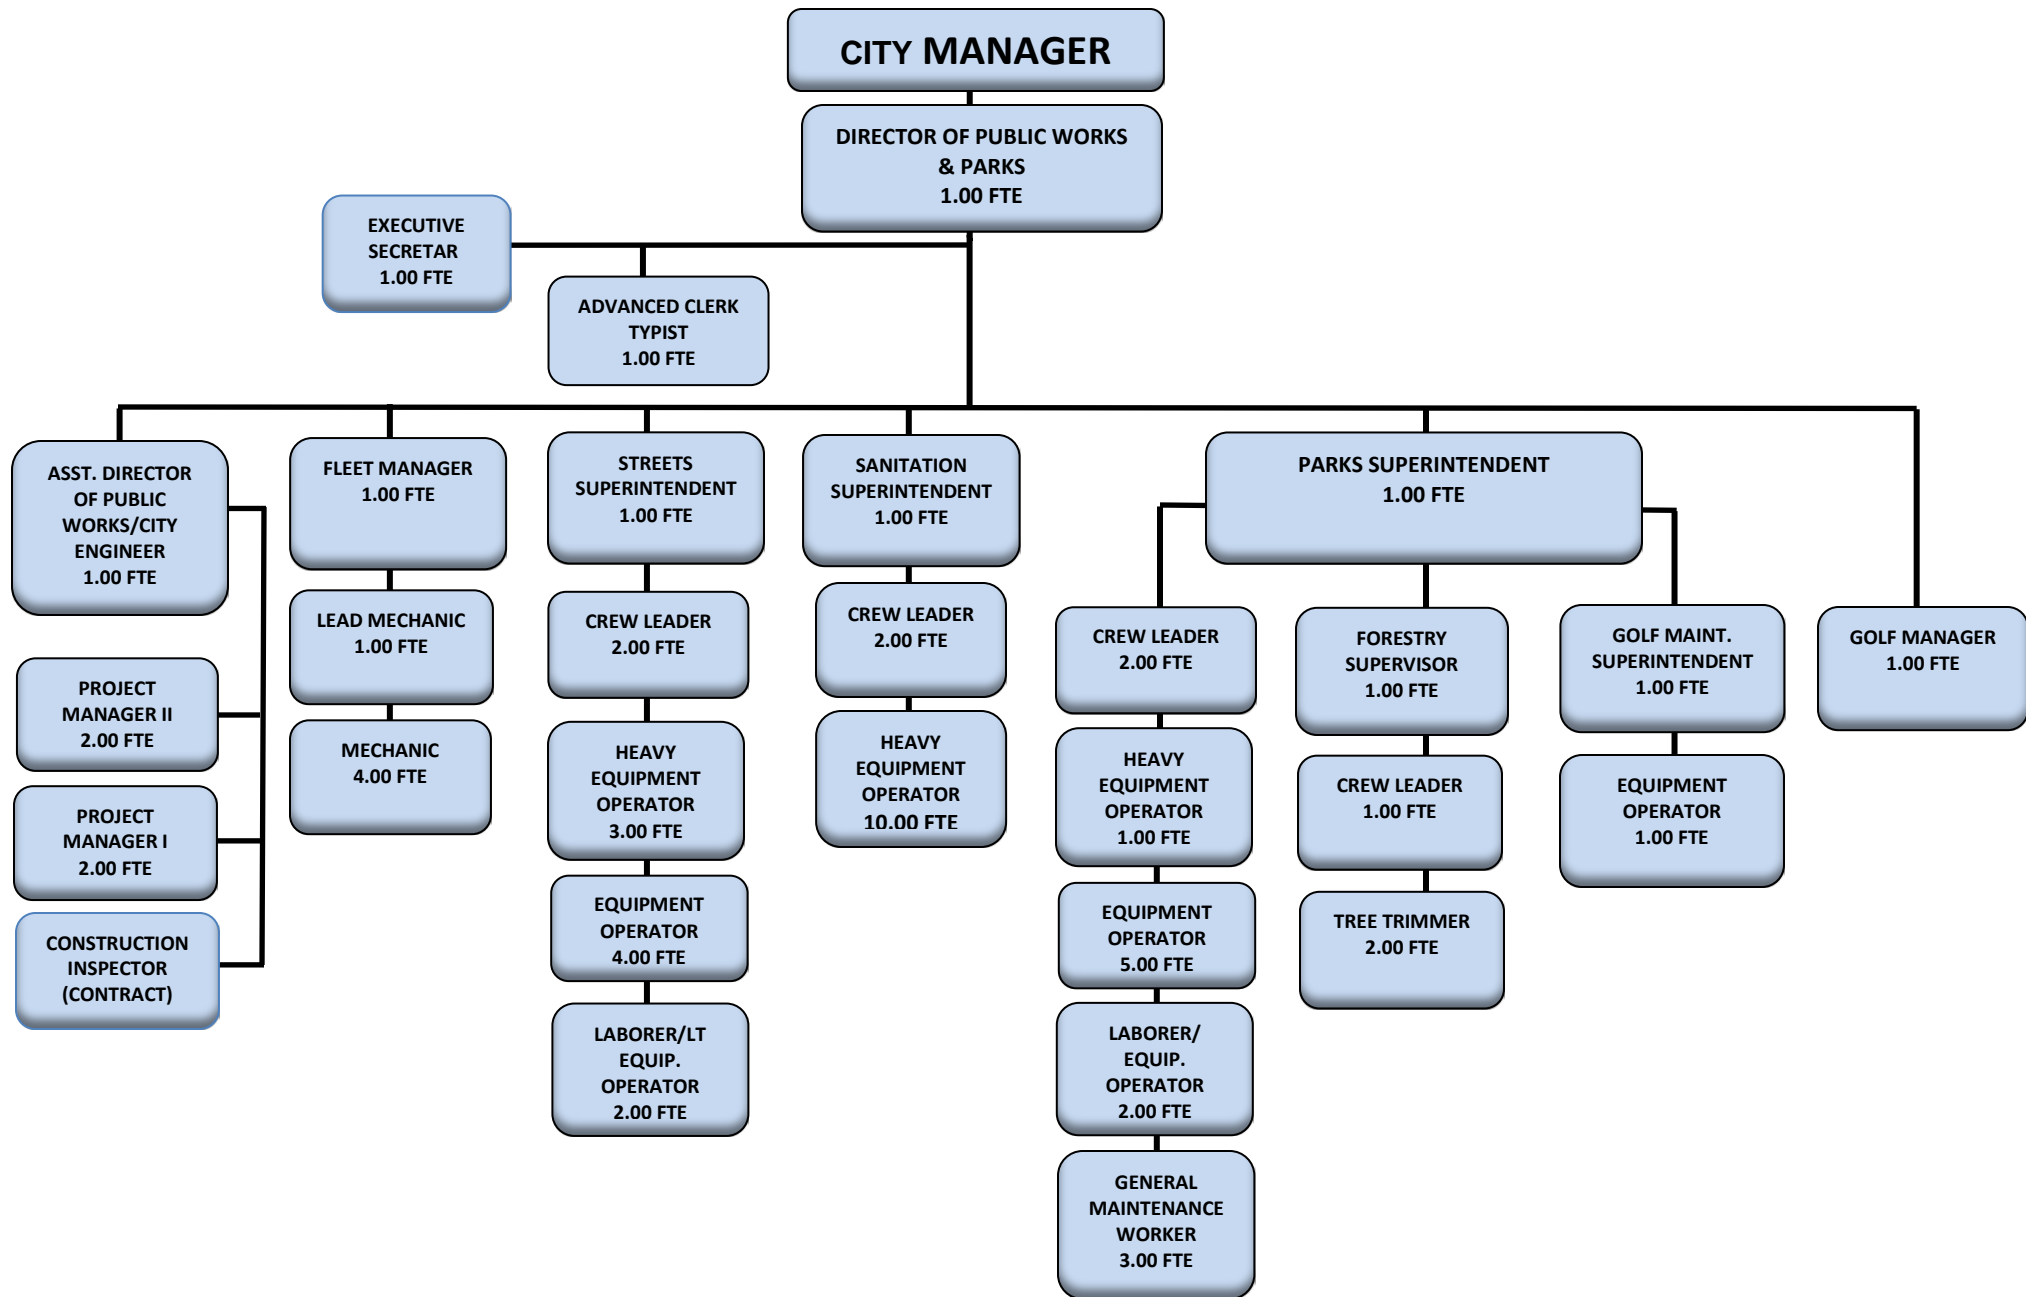 CITY MANAGER
DIRECTOR OF PUBLIC WORKS
& PARKS
1.00 FTE
EXECUTIVE
SECRETAR
1.00 FTE
ADVANCED CLERK
TYPIST
1.00 FTE
ASST. DIRECTOR
OF PUBLIC
WORKS/CITY
ENGINEER
1.00 FTE
PROJECT
MANAGER II
2.00 FTE
PROJECT
MANAGER I
2.00 FTE
CONSTRUCTION
INSPECTOR
(CONTRACT)
FLEET MANAGER
1.00 FTE
LEAD MECHANIC
1.00 FTE
MECHANIC
4.00 FTE
STREETS
SUPERINTENDENT
1.00 FTE
CREW LEADER
2.00 FTE
HEAVY
EQUIPMENT
OPERATOR
3.00 FTE
EQUIPMENT
OPERATOR
4.00 FTE
LABORER/LT
EQUIP.
OPERATOR
2.00 FTE
SANITATION
SUPERINTENDENT
1.00 FTE
CREW LEADER
2.00 FTE
HEAVY
EQUIPMENT
OPERATOR
10.00 FTE
PARKS SUPERINTENDENT
1.00 FTE
CREW LEADER
2.00 FTE
HEAVY
EQUIPMENT
OPERATOR
1.00 FTE
EQUIPMENT
OPERATOR
5.00 FTE
LABORER/
EQUIP.
OPERATOR
2.00 FTE
GENERAL
MAINTENANCE
WORKER
3.00 FTE
FORESTRY
SUPERVISOR
1.00 FTE
CREW LEADER
1.00 FTE
TREE TRIMMER
2.00 FTE
GOLF MAINT.
SUPERINTENDENT
1.00 FTE
EQUIPMENT
OPERATOR
1.00 FTE
GOLF MANAGER
1.00 FTE